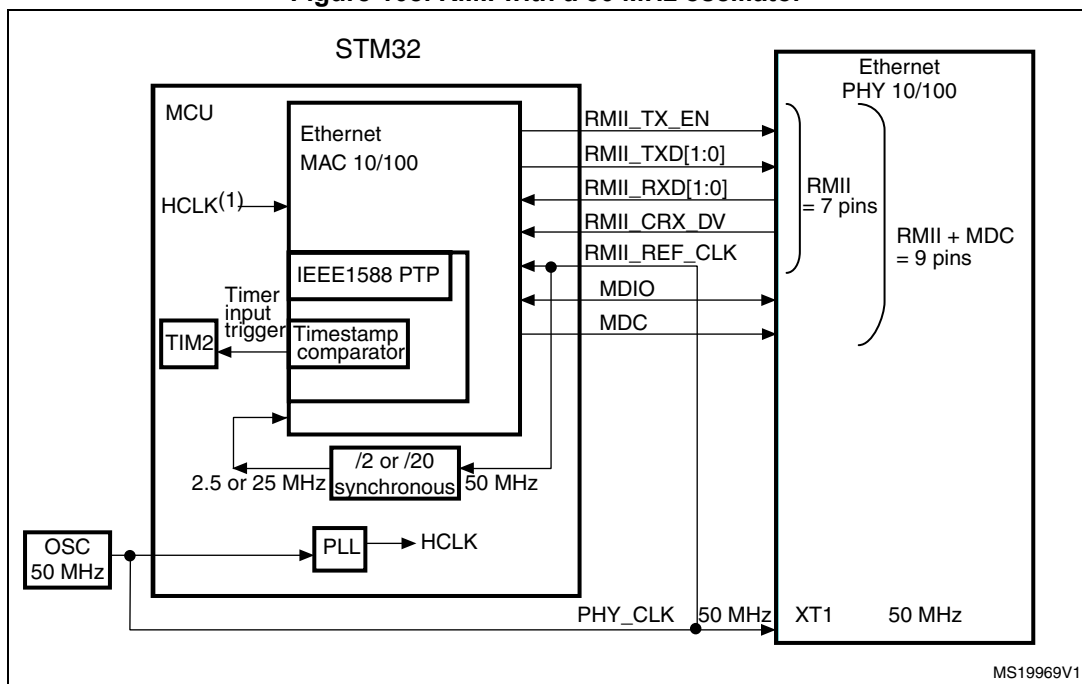 STM32
Ethernet
PHY 10/100
MCU
Ethernet
MAC 10/100
HCLK(1)
IEEE1588 PTP
Timer
input
trigger
TIM2
Timestamp
comparator
/2 or /20
synchronous
2.5 or 25 MHz
50 MHz
OSC
50 MHz
PLL
HCLK
RMII_TX_EN
RMII_TXD[1:0]
RMII_RXD[1:0]
RMII_CRX_DV
RMII_REF_CLK
MDIO
MDC
RMII
= 7 pins
RMII + MDC
= 9 pins
PHY_CLK
50 MHz
XT1
50 MHz
MS19969V1